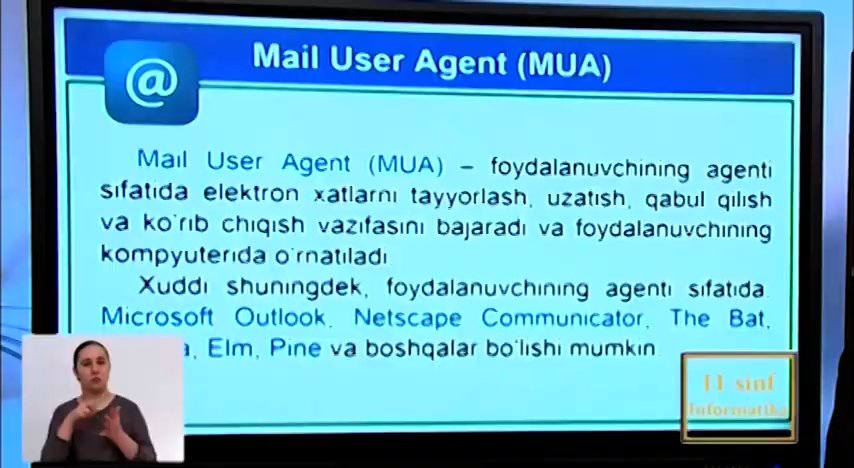 @
Mail User Agent (MUA)
Mail User Agent (MUA) – foydalanuvchining agenti
sifatida elektron xatlarni tayyorlash, uzatish, qabul qilish
va ko'rib chiqish vazifasini bajaradi va foydalanuvchining
kompyuterida o'rnatiladi
Xuddi shuningdek, foydalanuvchining agenti sifatida
Microsoft Outlook, Netscape Communicator, The Bat,
Elm, Pine va boshqalar bo'lishi mumkin
11 sinf
Informatika